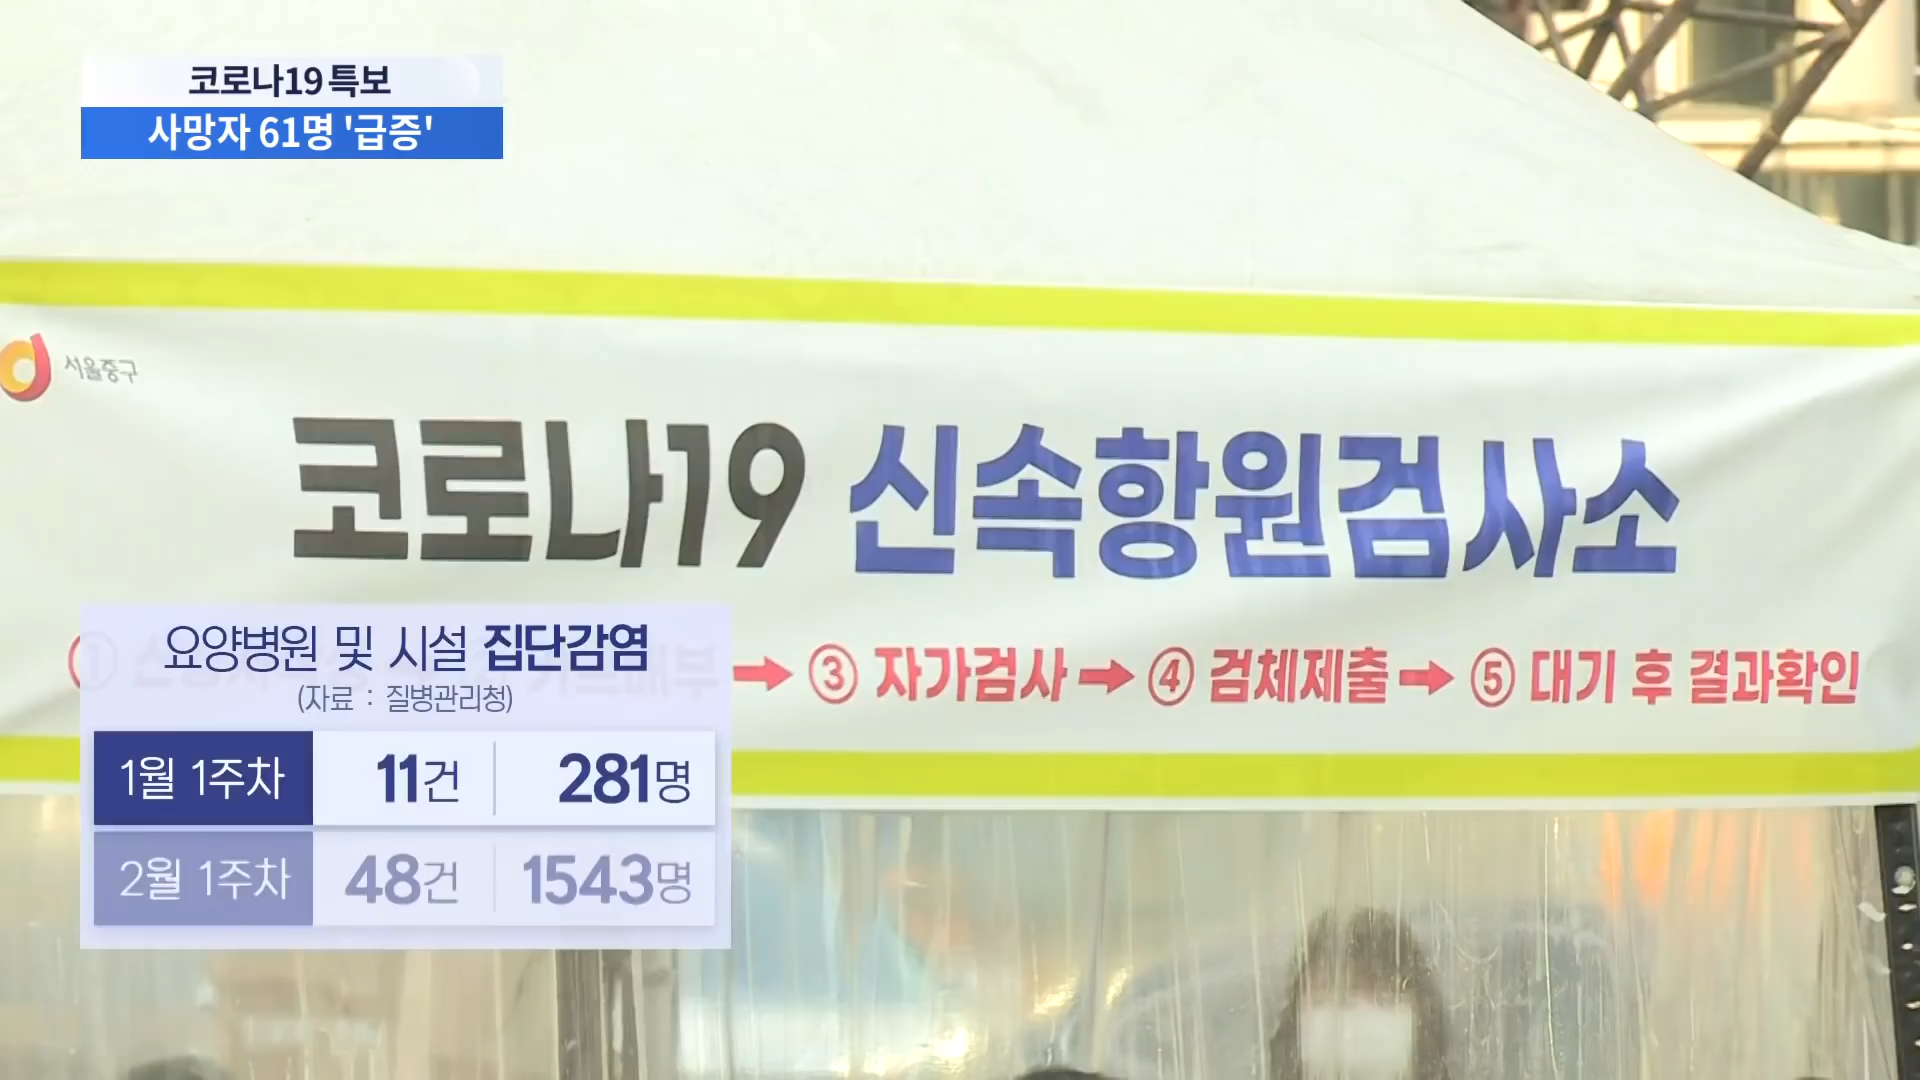 코로나19 특보
사망자 61명 '급증'
서울중구
코로나19 신속항원검사소
➡ ③ 자가검사 ➡ ④ 검체제출 ➡ ⑤ 대기 후 결과확인
요양병원 및 시설 집단감염
(자료 : 질병관리청)
1월 1주차 11건 281명
2월 1주차 48건 1543명